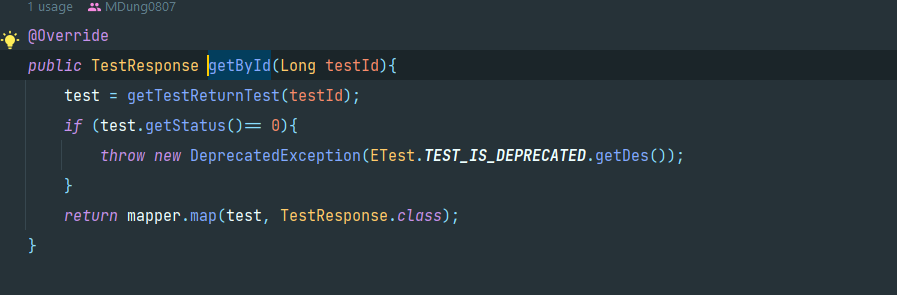 1 usage MDung0807
@Override
public TestResponse getById(Long testId){
test = getTestReturnTest(testId);
if (test.getStatus()== 0){
throw new DeprecatedException(ETest.TEST_IS_DEPRECATED.getDes());
}
return mapper.map(test, TestResponse.class);
}